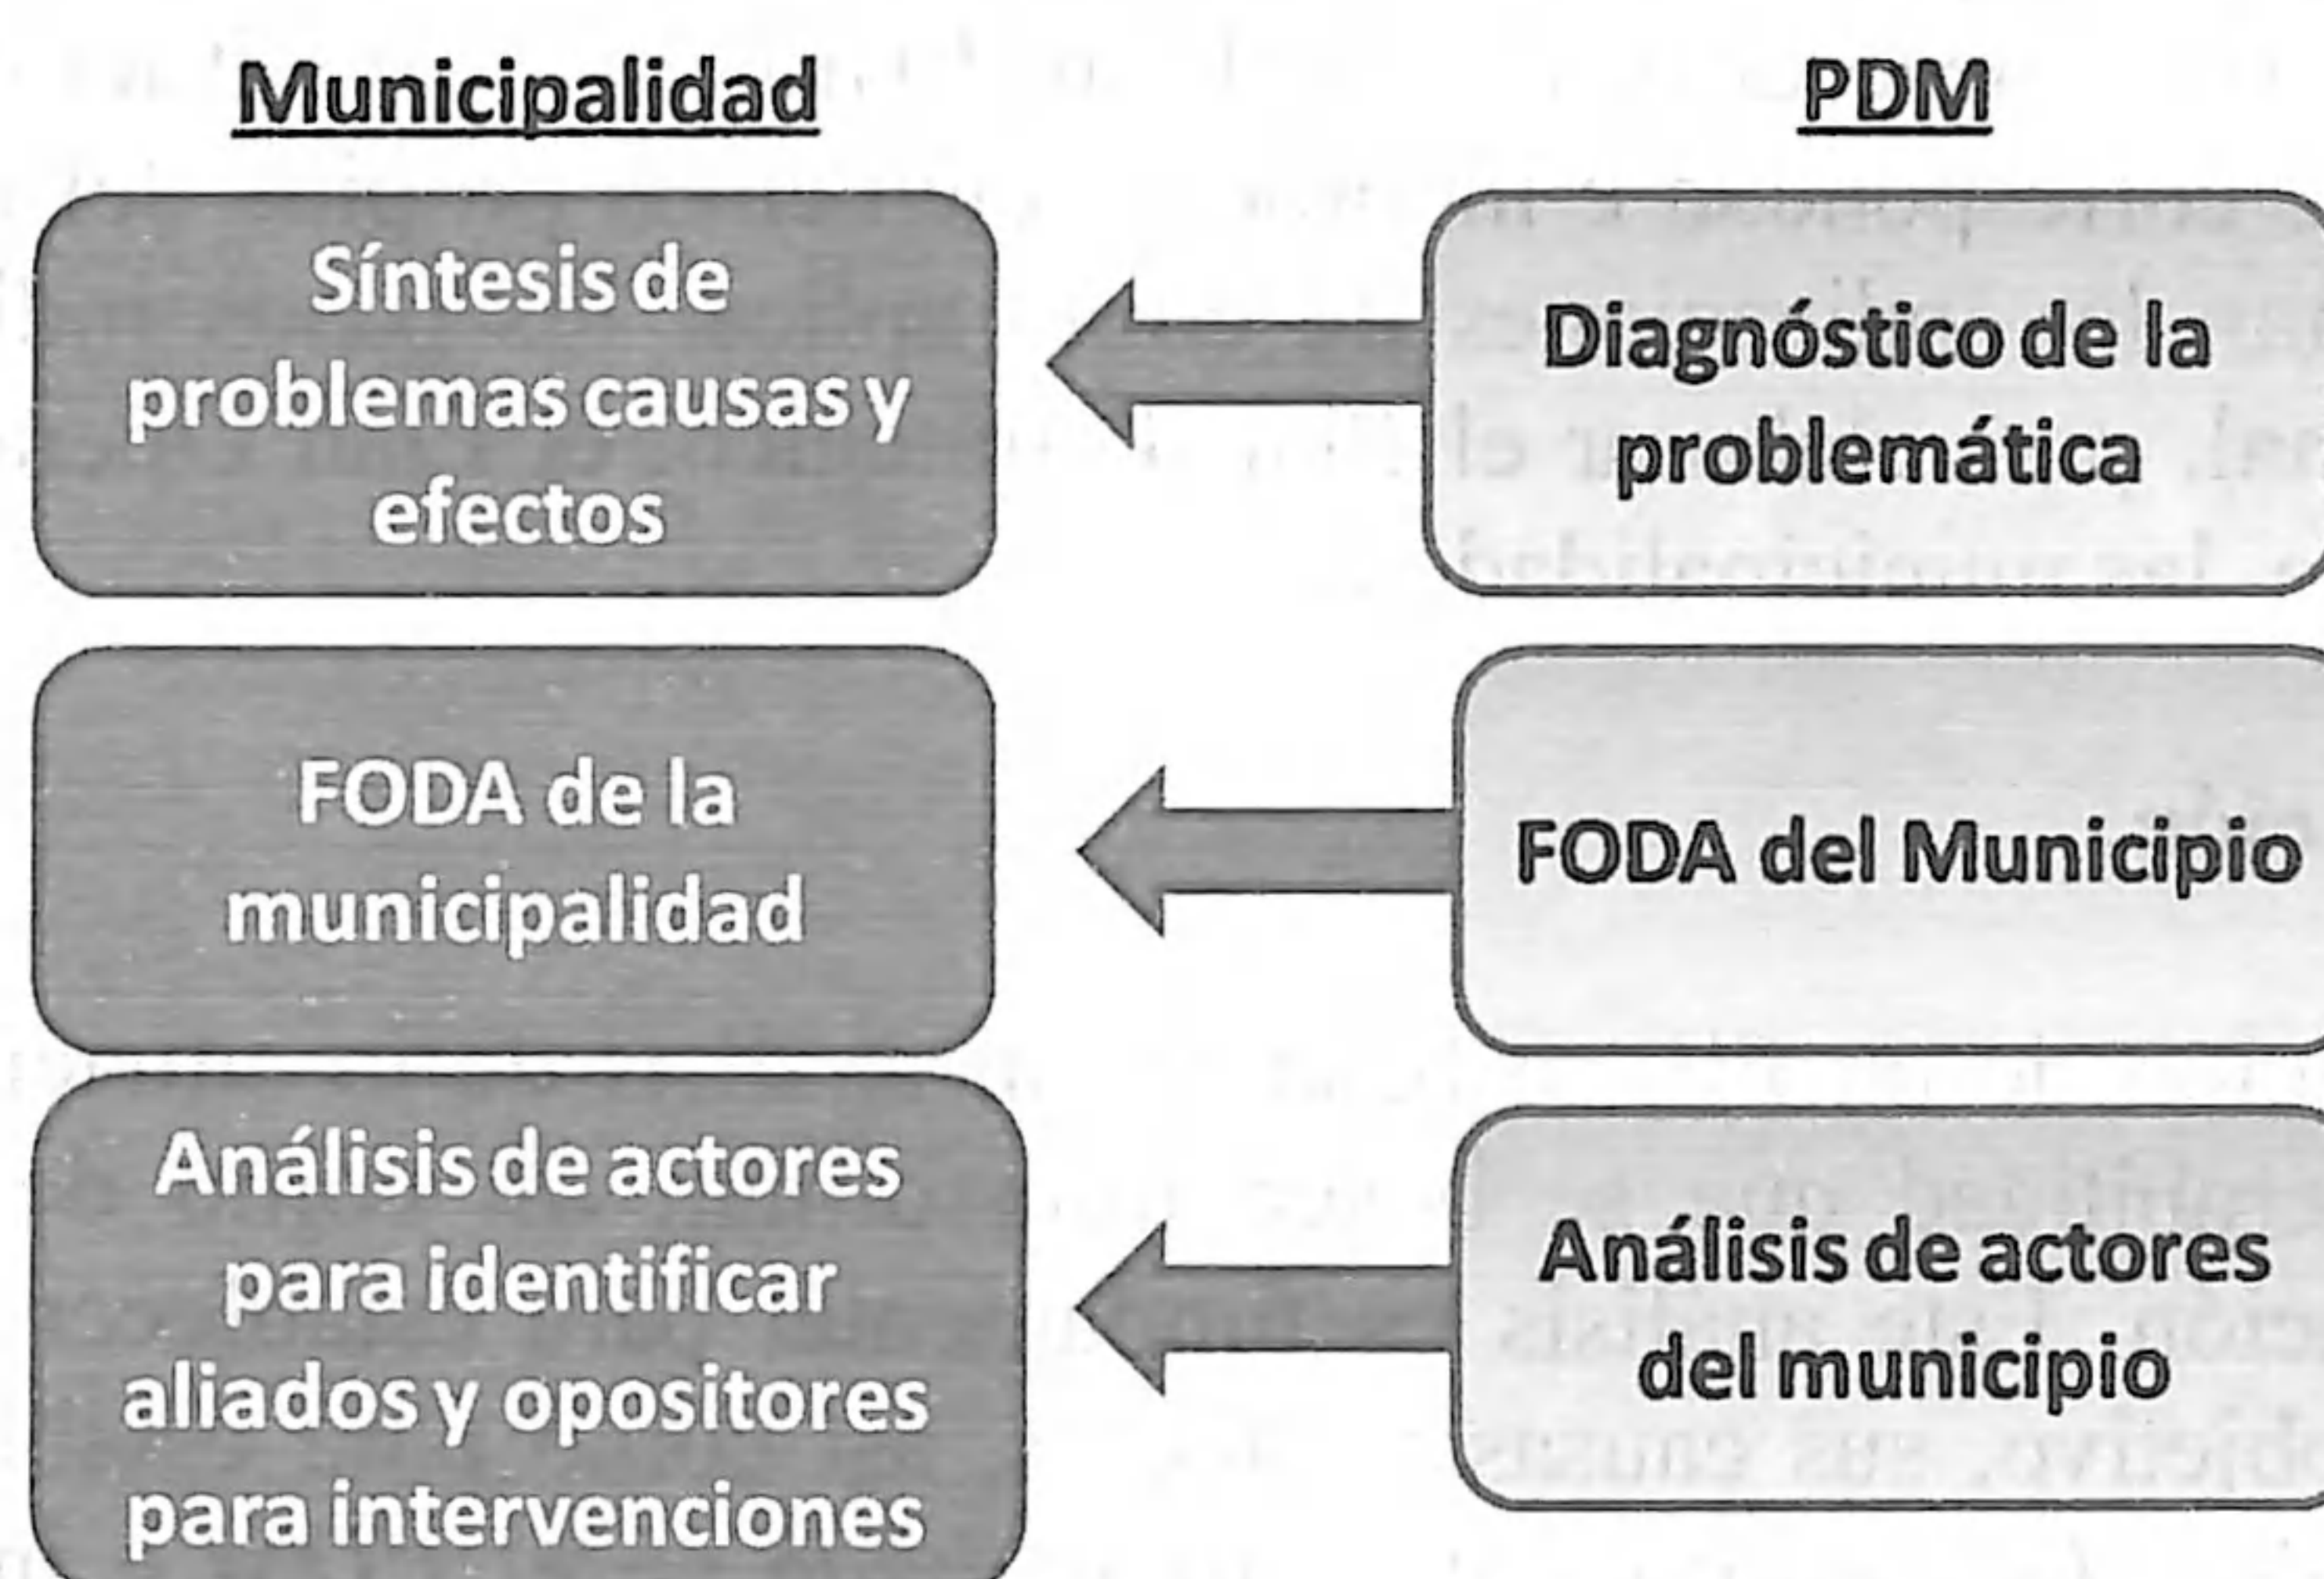 Municipalidad
PDM
Síntesis de
problemas causas y
efectos
Diagnóstico de la
problemática
FODA de la
municipalidad
FODA del Municipio
Análisis de actores
para identificar
aliados y opositores
para intervenciones
Análisis de actores
del municipio